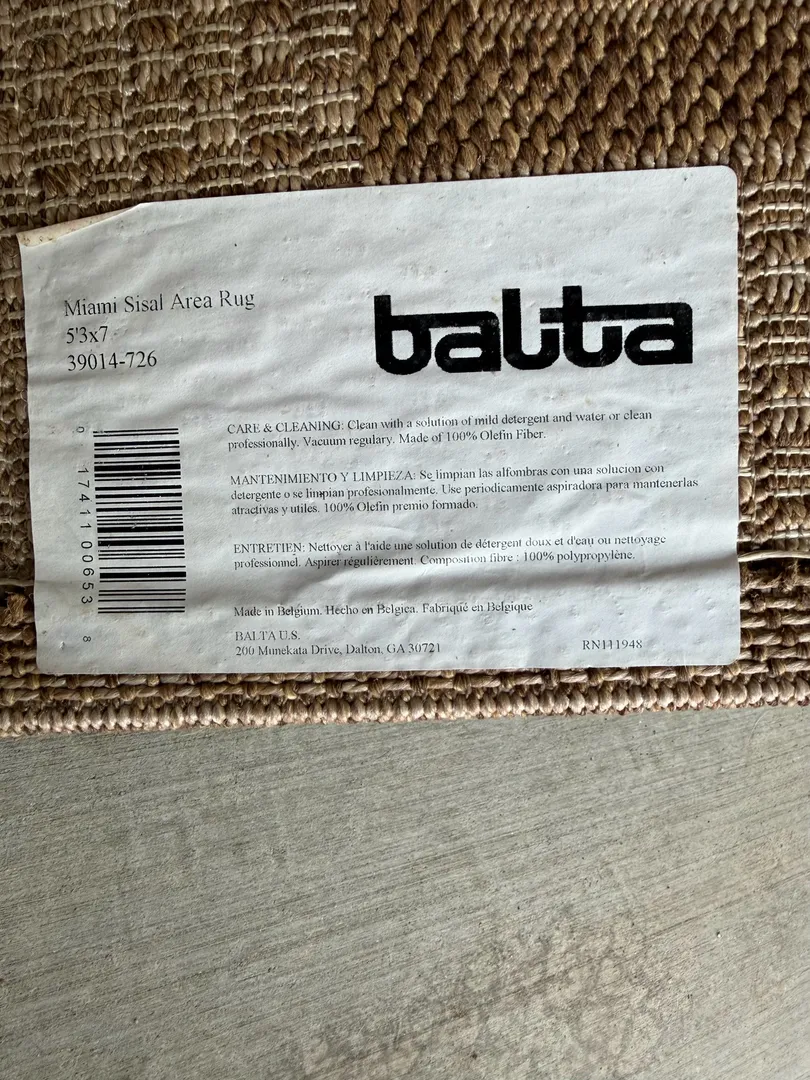 Miami Sisal Area Rug
5'3x7
39014-726
balta
CARE & CLEANING: Clean with a solution of mild detergent and water or clean
professionally. Vacuum regulary. Made of 100% Olefin Fiber.
MANTENIMIENTO Y LIMPIEZA: Se limpian las alfombras con una solucion con
detergente o se limpian profesionalmente. Use periodicamente aspiradora para mantenerlas
atractivas y utiles. 100% Olefin premio formado.
ENTRETIEN: Nettoyer à l'aide une solution de détergent doux et d'eau ou nettoyage
professionnel. Aspirer régulièrement. Composition fibre : 100% polypropylène.
Made in Belgium. Hecho en Belgica. Fabriqué en Belgique
BALTA U.S.
200 Munekata Drive, Dalton, GA 30721
RN111948
0 17411 00653 8